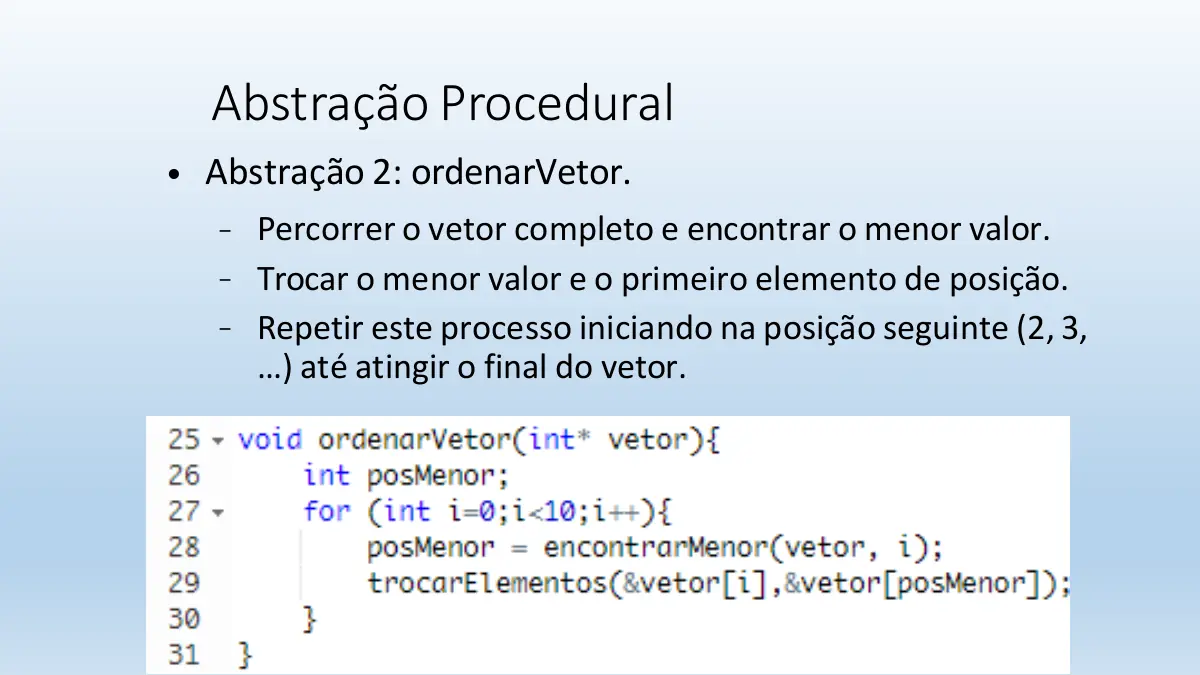 Abstração Procedural
• Abstração 2: ordenarVetor.
– Percorrer o vetor completo e encontrar o menor valor.
– Trocar o menor valor e o primeiro elemento de posição.
– Repetir este processo iniciando na posição seguinte (2, 3,
...) até atingir o final do vetor.
25 void ordenarVetor(int* vetor){
26 int posMenor;
27 for (int i=0;i<10;i++){
28 posMenor = encontrarMenor(vetor, i);
29 trocarElementos(&vetor[i],&vetor[posMenor]);
30 }
31 }